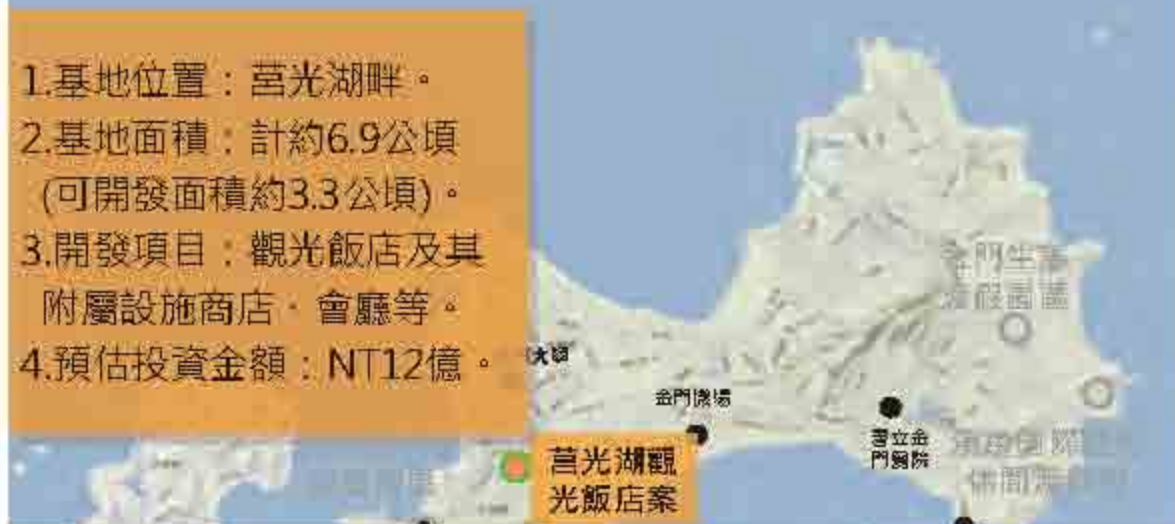 1.基地位置：莒光湖畔。
2.基地面積：計約6.9公頃
(可開發面積約3.3公頃)。
3.開發項目：觀光飯店及其
附屬設施商店、會廳等。
4.預估投資金額：NT12億。
金門機場
署立金
門醫院
莒光湖觀
光飯店案